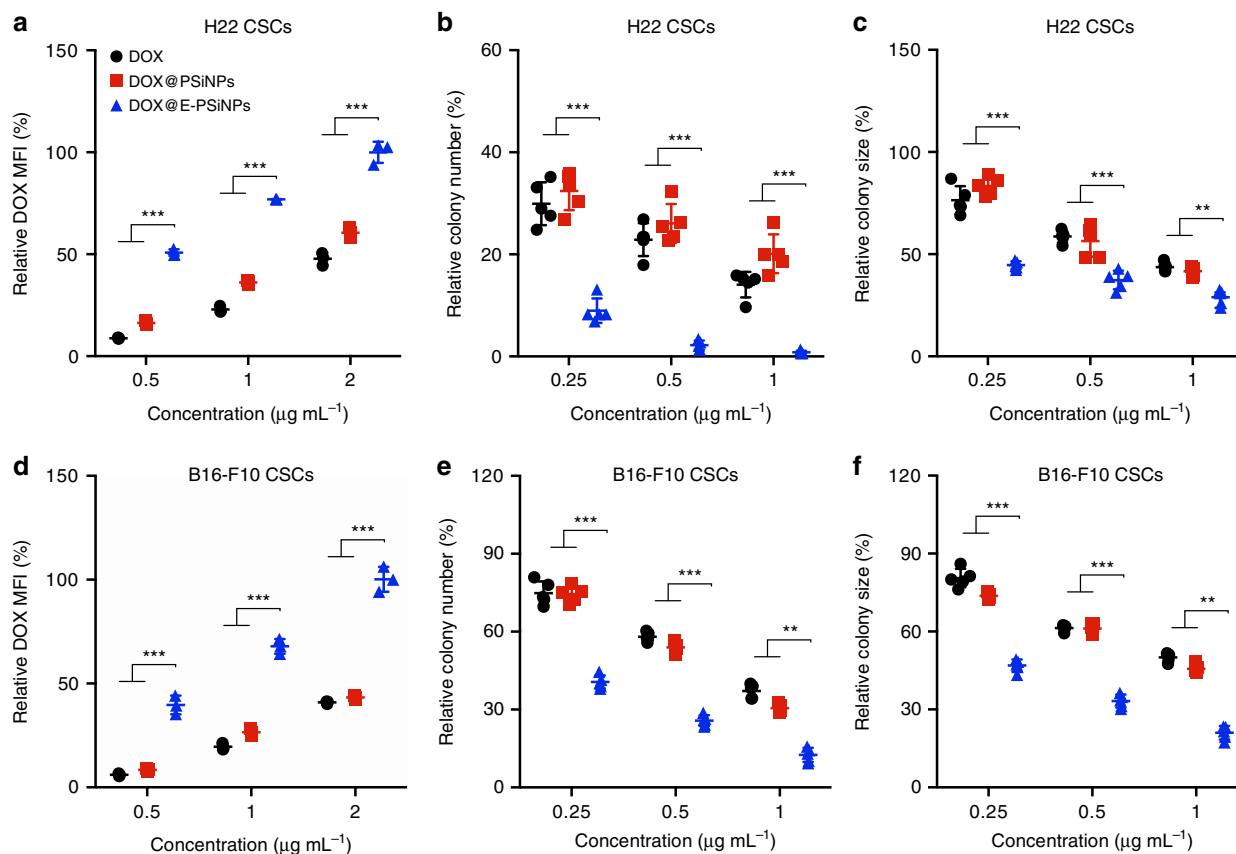 a
H22 CSCs
Relative DOX MFI (%)
150
100
50
0
DOX
DOX@PSiNPs
DOX@E-PSiNPs
***
***
***
0.5
1
2
Concentration (μg mL⁻¹)
b
H22 CSCs
Relative colony number (%)
60
40
20
0
***
***
***
0.25
0.5
1
Concentration (μg mL⁻¹)
c
H22 CSCs
Relative colony size (%)
150
100
50
0
***
***
**
0.25
0.5
1
Concentration (μg mL⁻¹)
d
B16-F10 CSCs
Relative DOX MFI (%)
150
100
50
0
***
***
***
0.5
1
2
Concentration (μg mL⁻¹)
e
B16-F10 CSCs
Relative colony number (%)
120
90
60
30
0
***
***
**
0.25
0.5
1
Concentration (μg mL⁻¹)
f
B16-F10 CSCs
Relative colony size (%)
120
90
60
30
0
***
***
**
0.25
0.5
1
Concentration (μg mL⁻¹)